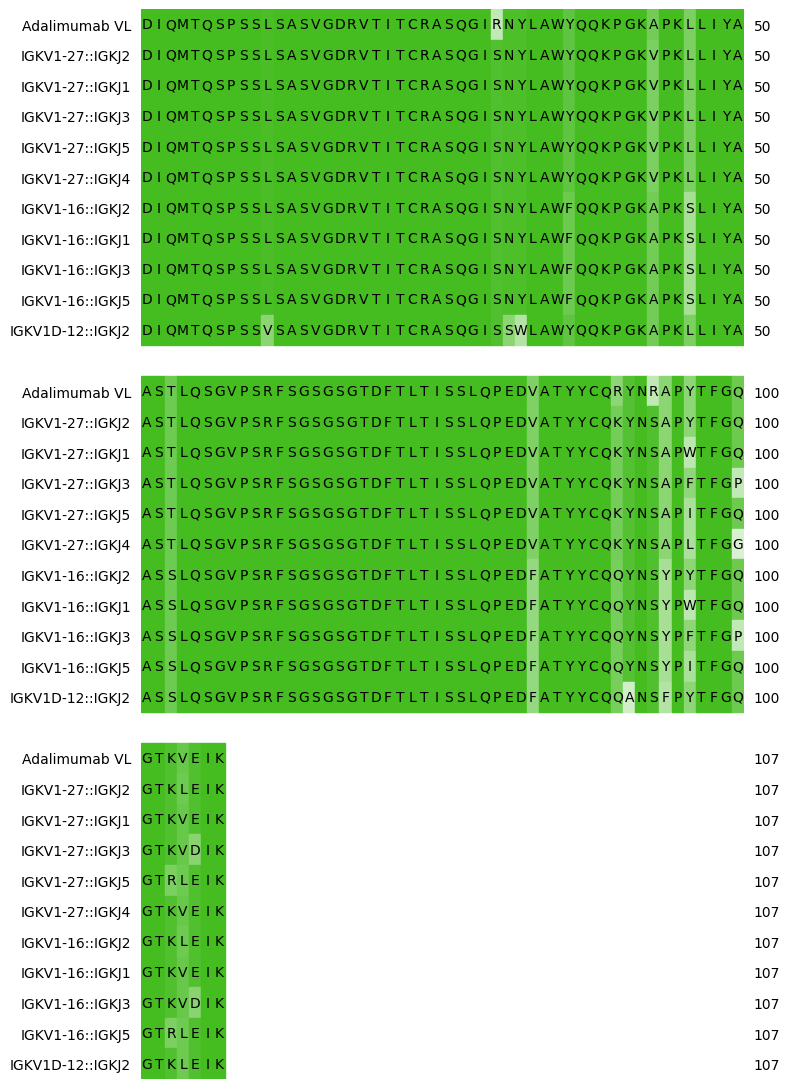 Adalimumab VL DIQMTQSPSSLSASVGDRVTITCRASQGIRNYLAWYQQKPGKAPKLLIYA 50
IGKV1-27::IGKJ2 DIQMTQSPSSLSASVGDRVTITCRASQGISNYLAWYQQKPGKVPKLLIYA 50
IGKV1-27::IGKJ1 DIQMTQSPSSLSASVGDRVTITCRASQGISNYLAWYQQKPGKVPKLLIYA 50
IGKV1-27::IGKJ3 DIQMTQSPSSLSASVGDRVTITCRASQGISNYLAWYQQKPGKVPKLLIYA 50
IGKV1-27::IGKJ5 DIQMTQSPSSLSASVGDRVTITCRASQGISNYLAWYQQKPGKVPKLLIYA 50
IGKV1-27::IGKJ4 DIQMTQSPSSLSASVGDRVTITCRASQGISNYLAWYQQKPGKVPKLLIYA 50
IGKV1-16::IGKJ2 DIQMTQSPSSLSASVGDRVTITCRASQGISNYLAWFQQKPGKAPKSLIYA 50
IGKV1-16::IGKJ1 DIQMTQSPSSLSASVGDRVTITCRASQGISNYLAWFQQKPGKAPKSLIYA 50
IGKV1-16::IGKJ3 DIQMTQSPSSLSASVGDRVTITCRASQGISNYLAWFQQKPGKAPKSLIYA 50
IGKV1-16::IGKJ5 DIQMTQSPSSLSASVGDRVTITCRASQGISNYLAWFQQKPGKAPKSLIYA 50
IGKV1D-12::IGKJ2 DIQMTQSPSSVSASVGDRVTITCRASQGISSWLAWYQQKPGKAPKLLIYA 50
Adalimumab VL ASTLQSGVPSRFSGSGSGTDFTLTISSLQPEDVATYYCQRYNRAPYTFGQ 100
IGKV1-27::IGKJ2 ASTLQSGVPSRFSGSGSGTDFTLTISSLQPEDVATYYCQKYNSAPYTFGQ 100
IGKV1-27::IGKJ1 ASTLQSGVPSRFSGSGSGTDFTLTISSLQPEDVATYYCQKYNSAPWTFGQ 100
IGKV1-27::IGKJ3 ASTLQSGVPSRFSGSGSGTDFTLTISSLQPEDVATYYCQKYNSAPFTFGP 100
IGKV1-27::IGKJ5 ASTLQSGVPSRFSGSGSGTDFTLTISSLQPEDVATYYCQKYNSAPITFGQ 100
IGKV1-27::IGKJ4 ASTLQSGVPSRFSGSGSGTDFTLTISSLQPEDVATYYCQKYNSAPLTFGG 100
IGKV1-16::IGKJ2 ASSLQSGVPSRFSGSGSGTDFTLTISSLQPEDFATYYCQQYNSYPYTFGQ 100
IGKV1-16::IGKJ1 ASSLQSGVPSRFSGSGSGTDFTLTISSLQPEDFATYYCQQYNSYPWTFGQ 100
IGKV1-16::IGKJ3 ASSLQSGVPSRFSGSGSGTDFTLTISSLQPEDFATYYCQQYNSYPFTFGP 100
IGKV1-16::IGKJ5 ASSLQSGVPSRFSGSGSGTDFTLTISSLQPEDFATYYCQQYNSYPITFGQ 100
IGKV1D-12::IGKJ2 ASSLQSGVPSRFSGSGSGTDFTLTISSLQPEDFATYYCQQANSFPYTFGQ 100
Adalimumab VL GTKVEIK 107
IGKV1-27::IGKJ2 GTKLEIK 107
IGKV1-27::IGKJ1 GTKVEIK 107
IGKV1-27::IGKJ3 GTKVDIK 107
IGKV1-27::IGKJ5 GTRLEIK 107
IGKV1-27::IGKJ4 GTKVEIK 107
IGKV1-16::IGKJ2 GTKLEIK 107
IGKV1-16::IGKJ1 GTKVEIK 107
IGKV1-16::IGKJ3 GTKVDIK 107
IGKV1-16::IGKJ5 GTRLEIK 107
IGKV1D-12::IGKJ2 GTKLEIK 107